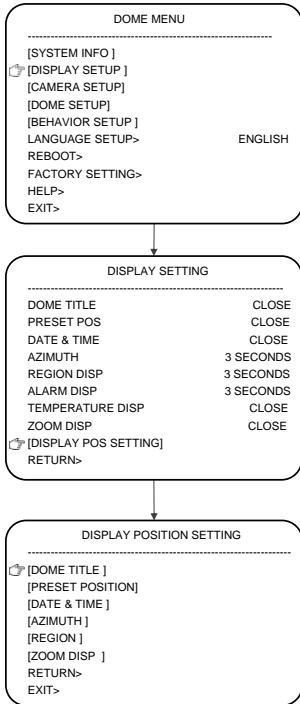 DOME MENU
[SYSTEM INFO ]
[DISPLAY SETUP ]
[CAMERA SETUP]
[DOME SETUP]
[BEHAVIOR SETUP ]
LANGUAGE SETUP> ENGLISH
REBOOT>
FACTORY SETTING>
HELP>
EXIT>
DISPLAY SETTING
DOME TITLE CLOSE
PRESET POS CLOSE
DATE & TIME CLOSE
AZIMUTH 3 SECONDS
REGION DISP 3 SECONDS
ALARM DISP 3 SECONDS
TEMPERATURE DISP CLOSE
ZOOM DISP CLOSE
[DISPLAY POS SETTING]
RETURN>
DISPLAY POSITION SETTING
[DOME TITLE ]
[PRESET POSITION]
[DATE & TIME ]
[AZIMUTH ]
[REGION ]
[ZOOM DISP ]
RETURN>
EXIT>